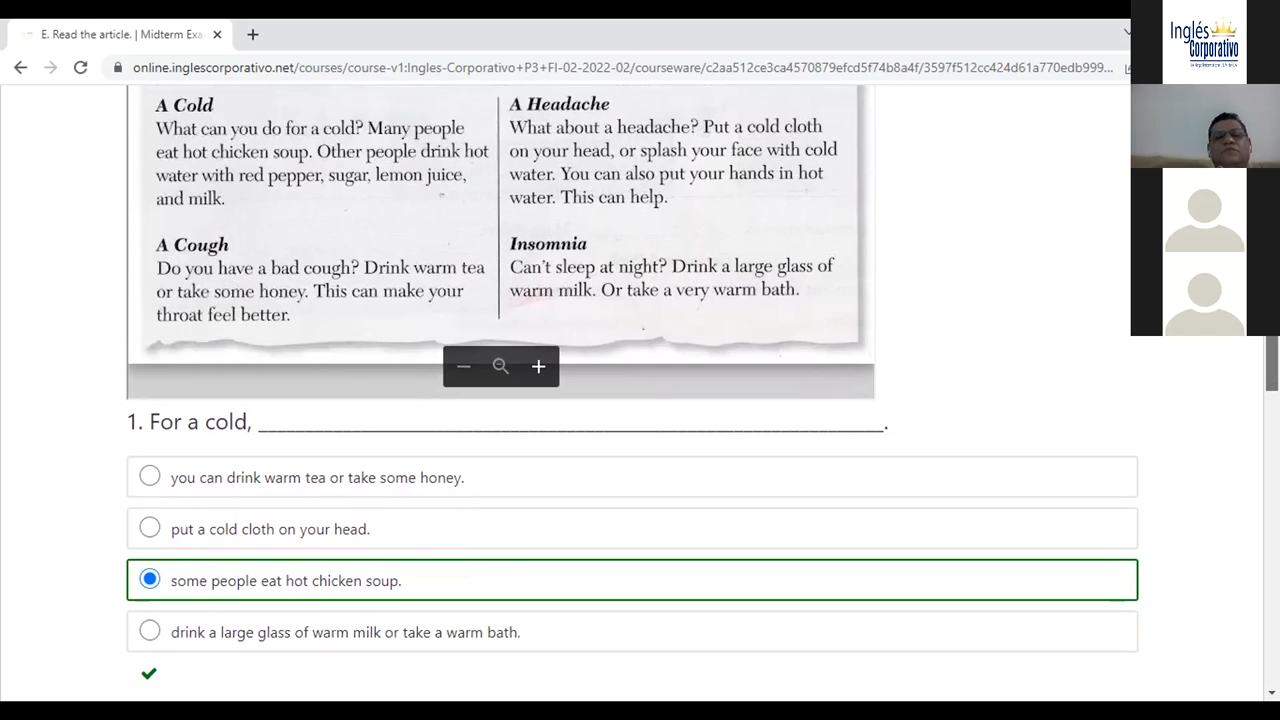 E. Read the article. | Midterm Exa
online.inglescorporativo.net/courses/course-v1:Ingles-Corporativo+P3+FI-02-2022-02/courseware/c2aa512ce3ca4570879efcd5f74b8a4f/3597f512cc424d61a770edb999...
Inglés
Corporativo
A Cold
What can you do for a cold? Many people
eat hot chicken soup. Other people drink hot
water with red pepper, sugar, lemon juice,
and milk.
A Cough
Do you have a bad cough? Drink warm tea
or take some honey. This can make your
throat feel better.
A Headache
What about a headache? Put a cold cloth
on your head, or splash your face with cold
water. You can also put your hands in hot
water. This can help.
Insomnia
Can't sleep at night? Drink a large glass of
warm milk. Or take a very warm bath.
1. For a cold, ______________________________________________.
you can drink warm tea or take some honey.
put a cold cloth on your head.
some people eat hot chicken soup.
drink a large glass of warm milk or take a warm bath.